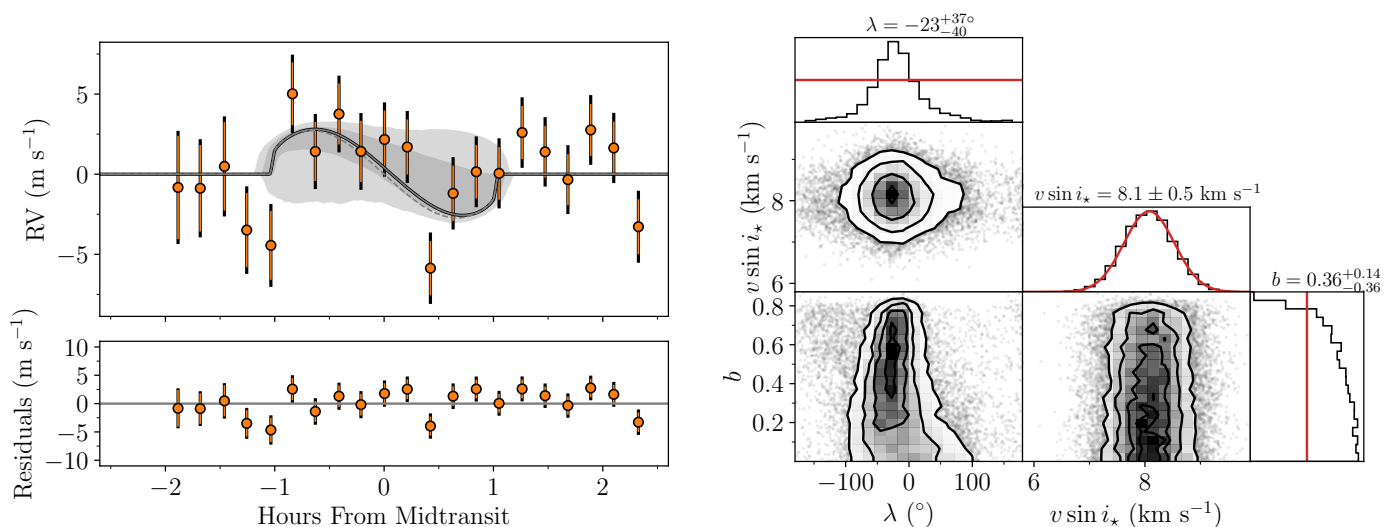 RV (m s⁻¹)
5
0
−5
Residuals (m s⁻¹)
10
5
0
−5
−10
−2
−1
0
1
2
Hours From Midtransit
λ = −23 +37° −40
v sin i⋆ (km s⁻¹)
8
6
v sin i⋆ = 8.1 ± 0.5 km s⁻¹
b = 0.36 +0.14 −0.36
b
0.8
0.6
0.4
0.2
−100
0
100
λ (°)
6
8
v sin i⋆ (km s⁻¹)